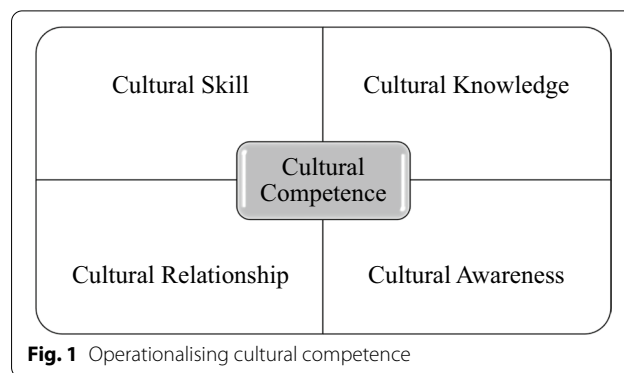 Cultural Skill
Cultural Knowledge
Cultural
Competence
Cultural Relationship
Cultural Awareness
Fig. 1 Operationalising cultural competence